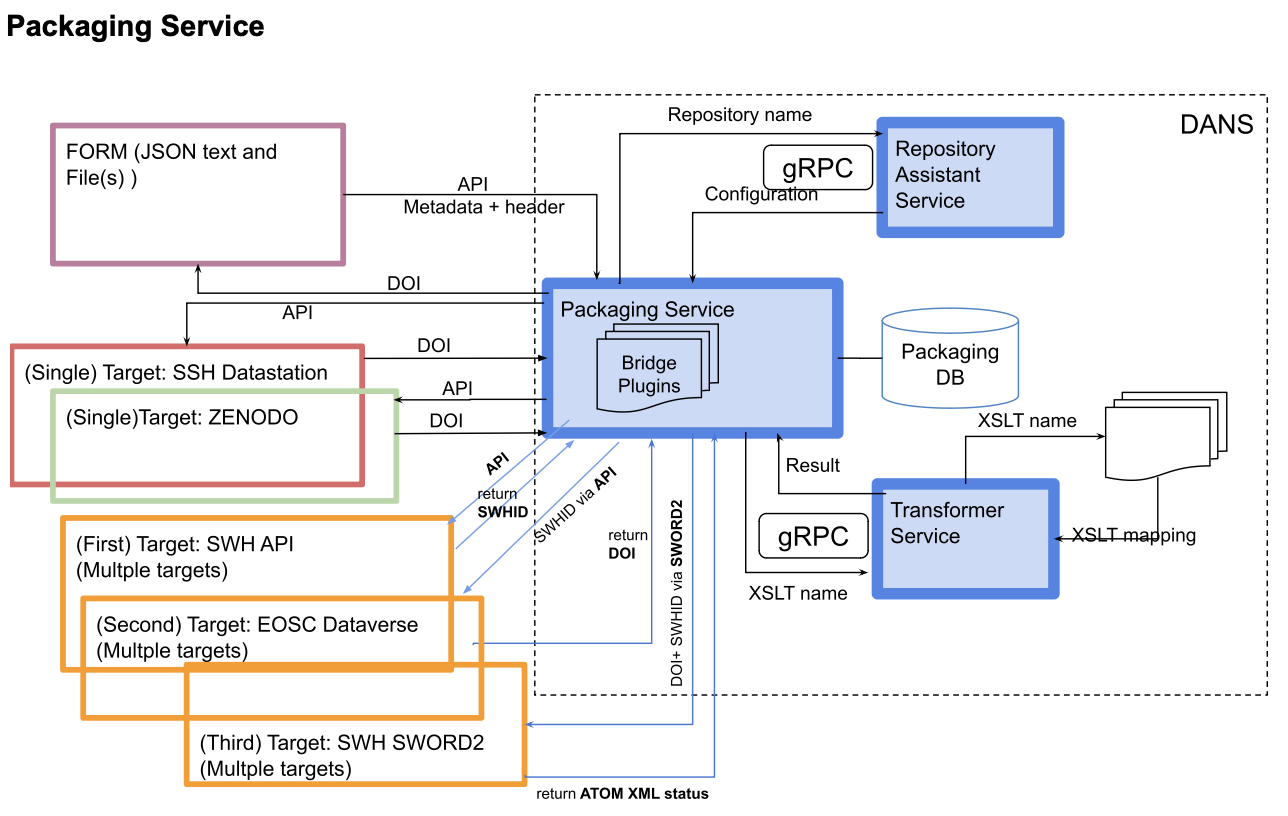 Packaging Service
DANS
Repository name
FORM (JSON text and
File(s) )
Repository
Assistant
Service
gRPC
API
Metadata + header
Configuration
DOI
API
Packaging Service
Bridge
Plugins
Packaging
DB
DOI
(Single) Target: SSH Datastation
API
(Single)Target: ZENODO
DOI
XSLT name
API
return
SWHID
SWHID via API
Result
Transformer
Service
return
DOI
DOI+ SWHID via SWORD2
gRPC
XSLT mapping
XSLT name
(First) Target: SWH API
(Multple targets)
(Second) Target: EOSC Dataverse
(Multple targets)
(Third) Target: SWH SWORD2
(Multple targets)
return ATOM XML status